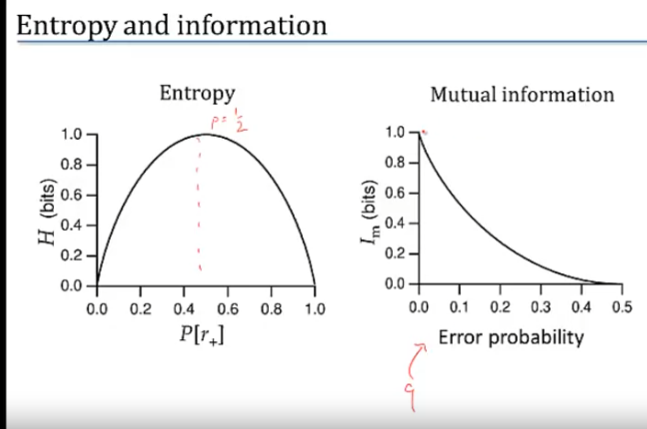 Entropy and information
Entropy
p = 1/2
H (bits)
1.0
0.8
0.6
0.4
0.2
0.0
0.0 0.2 0.4 0.6 0.8 1.0
P[r₊]
Mutual information
Iₘ (bits)
1.0
0.8
0.6
0.4
0.2
0.0
0.0 0.1 0.2 0.3 0.4 0.5
Error probability
q